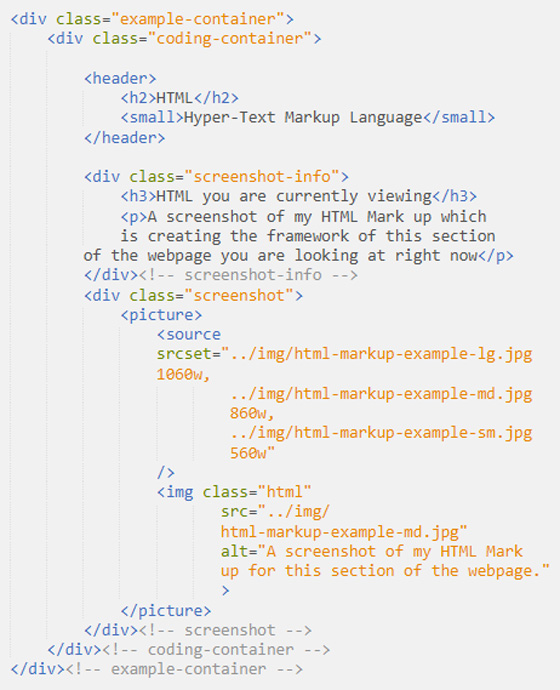 <div class="example-container">
<div class="coding-container">
<header>
<h2>HTML</h2>
<small>Hyper-Text Markup Language</small>
</header>
<div class="screenshot-info">
<h3>HTML you are currently viewing</h3>
<p>A screenshot of my HTML Mark up which
is creating the framework of this section
of the webpage you are looking at right now</p>
</div><!-- screenshot-info -->
<div class="screenshot">
<picture>
<source
srcset="../img/html-markup-example-lg.jpg
1060w,
../img/html-markup-example-md.jpg
860w,
../img/html-markup-example-sm.jpg
560w"
/>
<img class="html"
src="../img/
html-markup-example-md.jpg"
alt="A screenshot of my HTML Mark
up for this section of the webpage."
>
</picture>
</div><!-- screenshot -->
</div><!-- coding-container -->
</div><!-- example-container -->